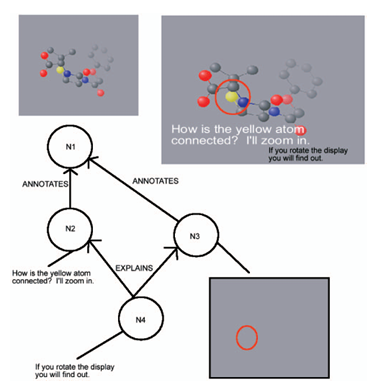 How is the yellow atom
connected? I'll zoom in.
If you rotate the display
you will find out.
N1
ANNOTATES
ANNOTATES
N2
N3
How is the yellow atom
connected? I'll zoom in.
EXPLAINS
N4
If you rotate the display
you will find out.